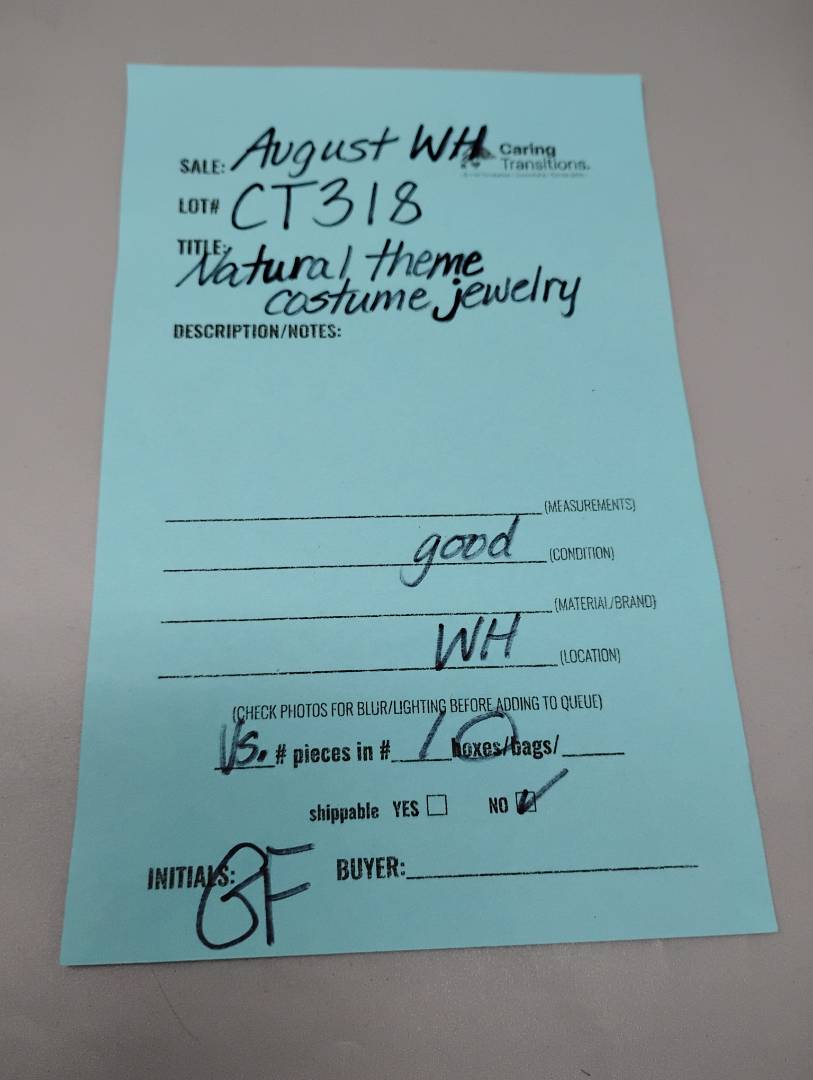 SALE: August WH Caring
Transitions.
LOT# CT318
TITLE: Natural theme
costume jewelry
DESCRIPTION/NOTES:
(MEASUREMENTS)
good (CONDITION)
(MATERIAL/BRAND)
WH (LOCATION)
(CHECK PHOTOS FOR BLUR/LIGHTING BEFORE ADDING TO QUEUE)
Vs. # pieces in # 1 boxes/bags/
shippable YES NO
INITIALS: GF BUYER: